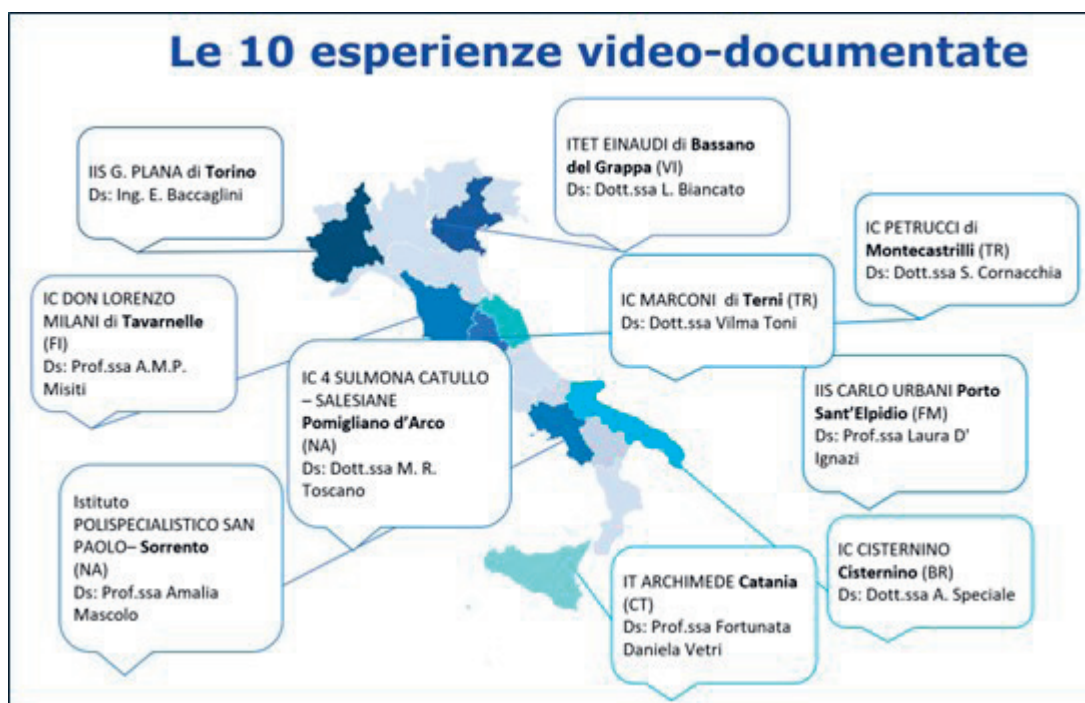 Le 10 esperienze video-documentate
IIS G. PLANA di Torino
Ds: Ing. E. Baccaglini
ITET EINAUDI di Bassano
del Grappa (VI)
Ds: Dott.ssa L. Biancato
IC PETRUCCI di
Montecastrilli (TR)
Ds: Dott.ssa S. Cornacchia
IC DON LORENZO
MILANI di Tavarnelle
(FI)
Ds: Prof.ssa A.M.P.
Misiti
IC MARCONI di Terni (TR)
Ds: Dott.ssa Vilma Toni
IC 4 SULMONA CATULLO
– SALESIANE
Pomigliano d'Arco
(NA)
Ds: Dott.ssa M. R.
Toscano
IIS CARLO URBANI Porto
Sant'Elpidio (FM)
Ds: Prof.ssa Laura D'
Ignazi
Istituto
POLISPECIALISTICO SAN
PAOLO– Sorrento
(NA)
Ds: Prof.ssa Amalia
Mascolo
IT ARCHIMEDE Catania
(CT)
Ds: Prof.ssa Fortunata
Daniela Vetri
IC CISTERNINO
Cisternino (BR)
Ds: Dott.ssa A. Speciale